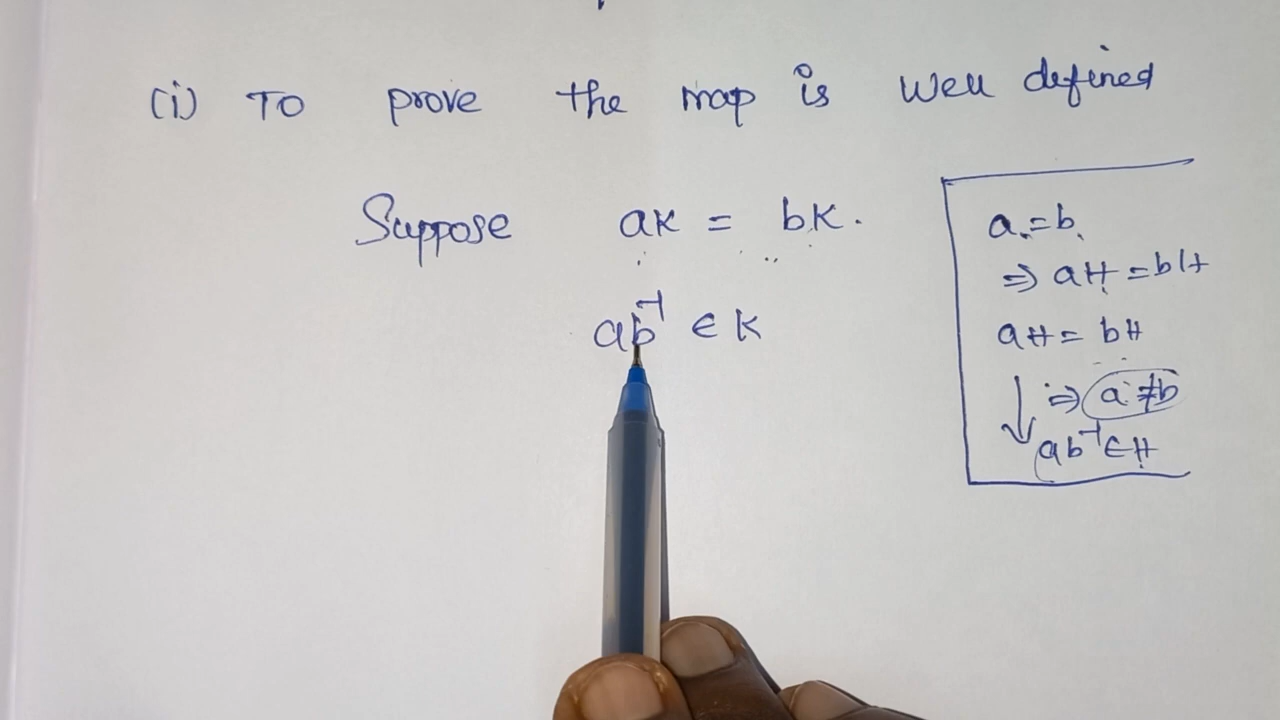 (i) To prove the map is well defined
Suppose aK = bK.
ab⁻¹ ∈ K
a = b
⇒ aH = bH
aH = bH
⇒ a ≠ b
ab⁻¹ ∈ H